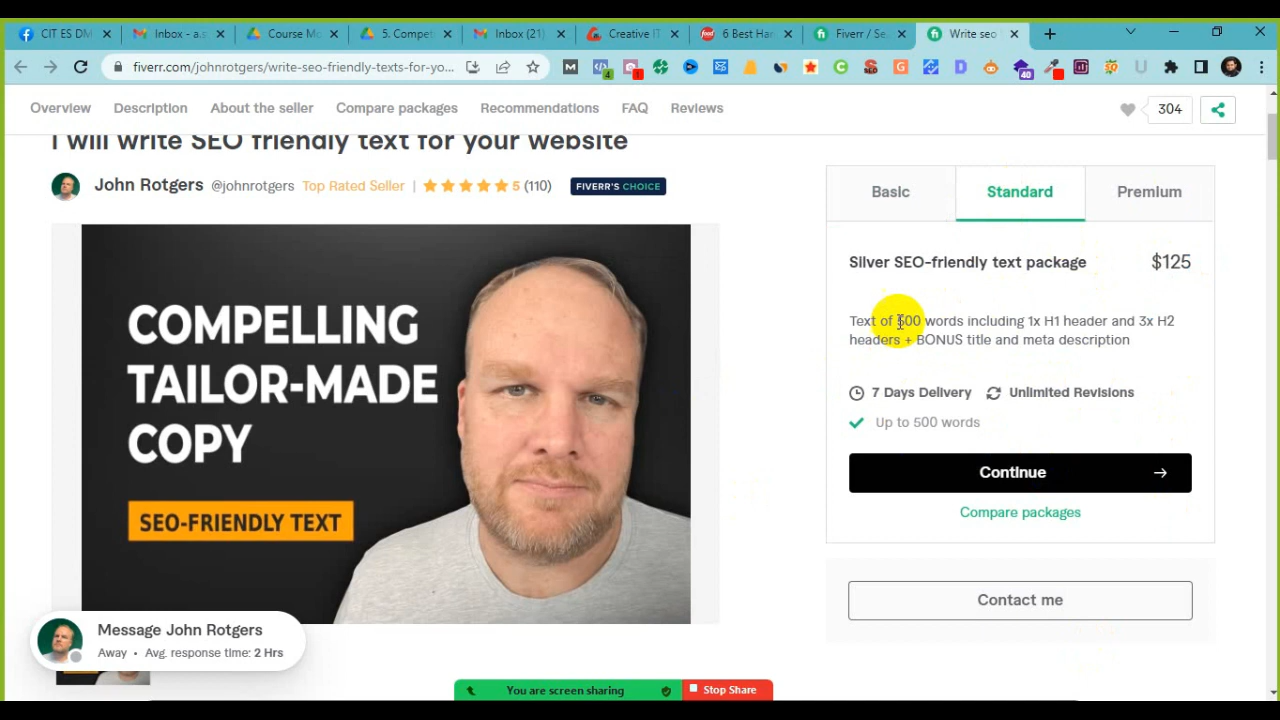 CIT ES DM
Inbox - a.s
Course Mo
5. Compet
Inbox (21)
Creative IT
6 Best Har
Fiverr / Se
Write seo
fiverr.com/johnrotgers/write-seo-friendly-texts-for-yo...
4
1
40
Overview
Description
About the seller
Compare packages
Recommendations
FAQ
Reviews
304
I will write SEO friendly text for your website
John Rotgers @johnrotgers Top Rated Seller | 5 (110) FIVERR'S CHOICE
COMPELLING
TAILOR-MADE
COPY
SEO-FRIENDLY TEXT
Basic
Standard
Premium
Silver SEO-friendly text package $125
Text of 500 words including 1x H1 header and 3x H2
headers + BONUS title and meta description
7 Days Delivery Unlimited Revisions
Up to 500 words
Continue
Compare packages
Contact me
Message John Rotgers
Away • Avg. response time: 2 Hrs
You are screen sharing
Stop Share